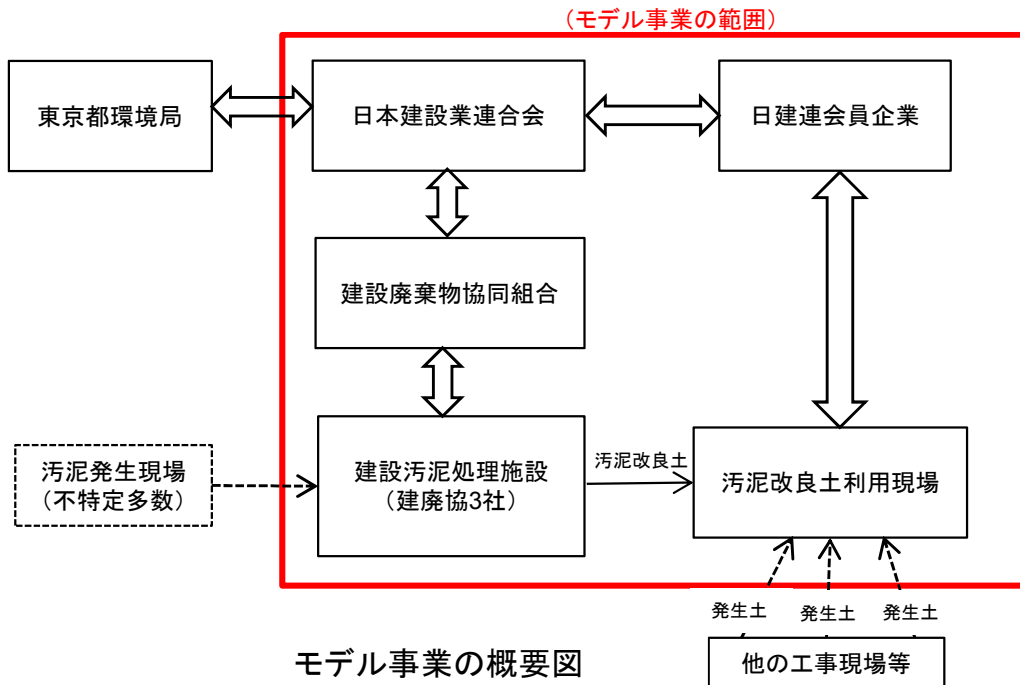 (モデル事業の範囲)
東京都環境局
日本建設業連合会
日建連会員企業
建設廃棄物協同組合
汚泥発生現場
（不特定多数）
建設汚泥処理施設
（建廃協3社）
汚泥改良土
汚泥改良土利用現場
発生土
発生土
発生土
モデル事業の概要図
他の工事現場等